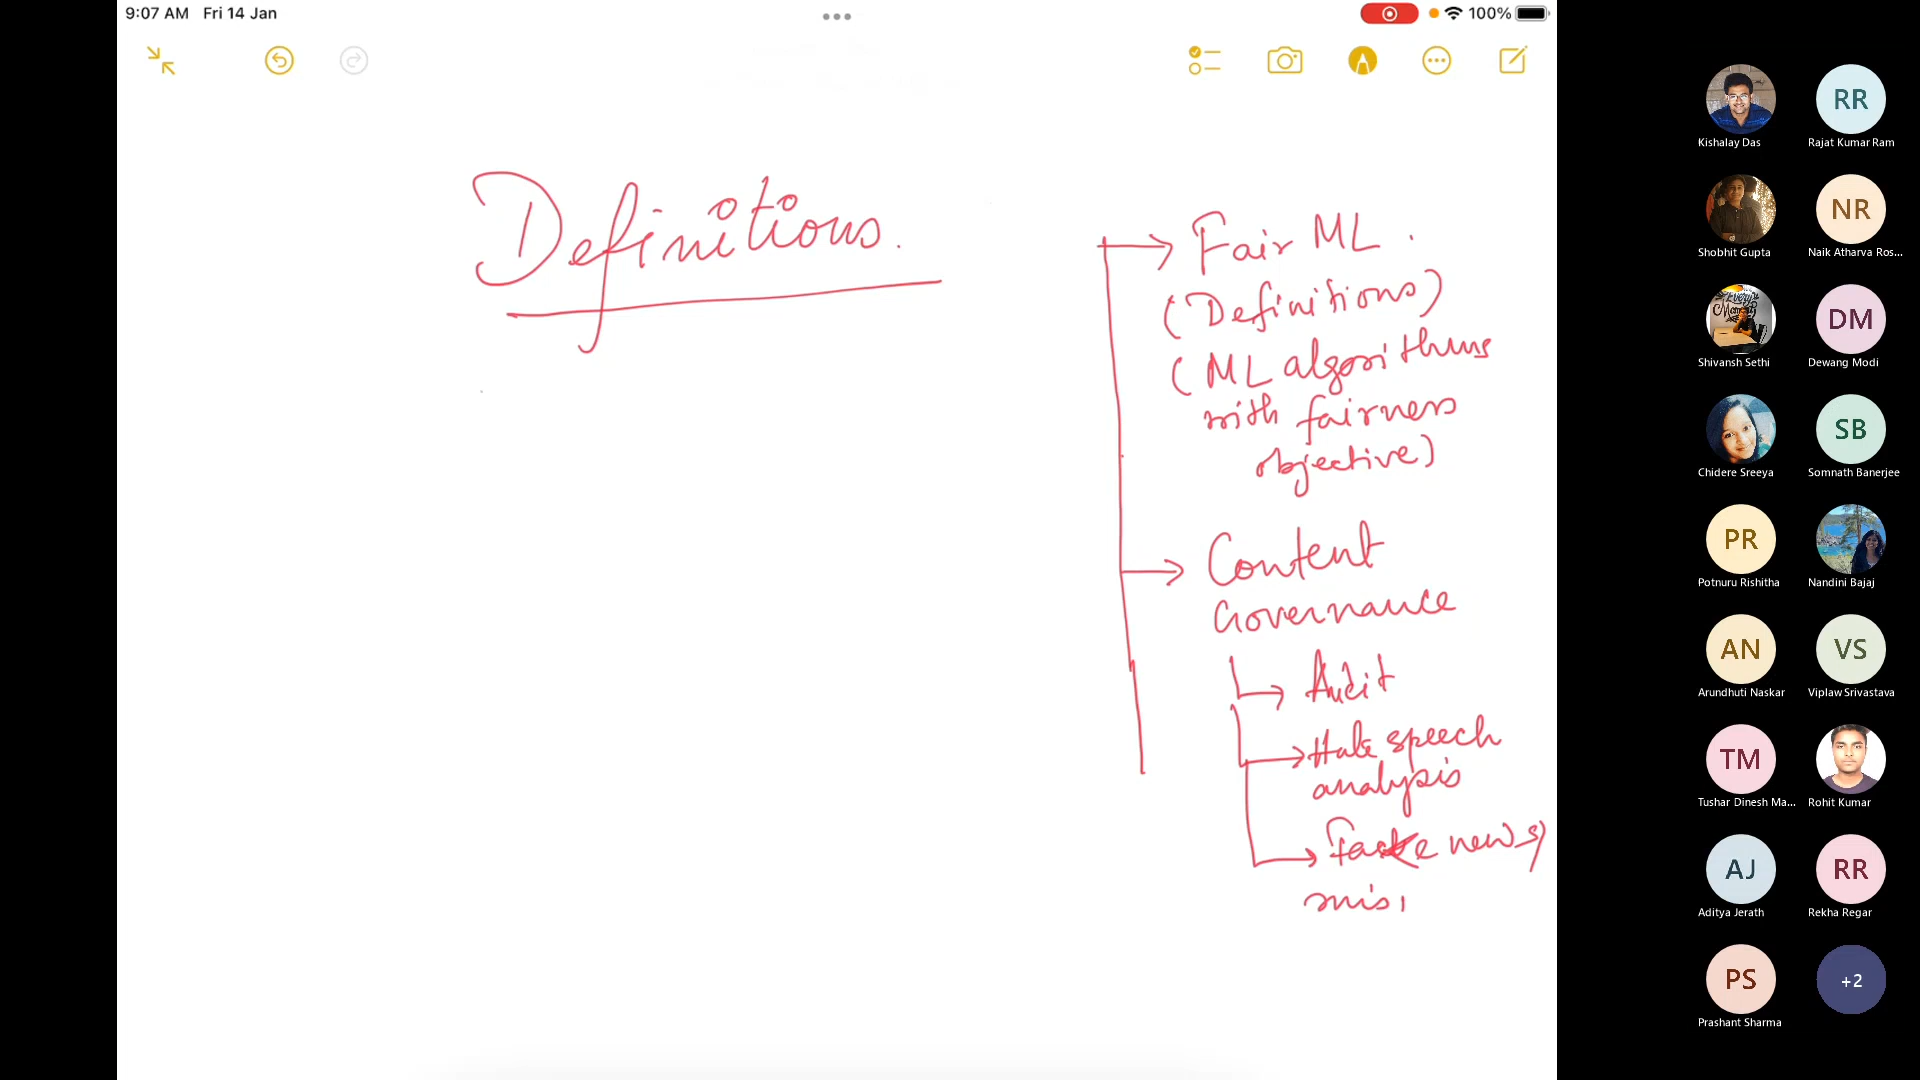 9:07 AM Fri 14 Jan
100%
Definitions.
Fair ML.
(Definitions)
(ML algorithms
with fairness
objective)
Content
Governance
Audit
Hate speech
analysis
Fake news/
mis
Kishalay Das
RR
Rajat Kumar Ram
Shobhit Gupta
NR
Naik Atharva Ros...
Shivansh Sethi
DM
Dewang Modi
Chidere Sreeya
SB
Somnath Banerjee
PR
Potnuru Rishitha
Nandini Bajaj
AN
Arundhuti Naskar
VS
Viplaw Srivastava
TM
Tushar Dinesh Ma...
Rohit Kumar
AJ
Aditya Jerath
RR
Rekha Regar
PS
Prashant Sharma
+2